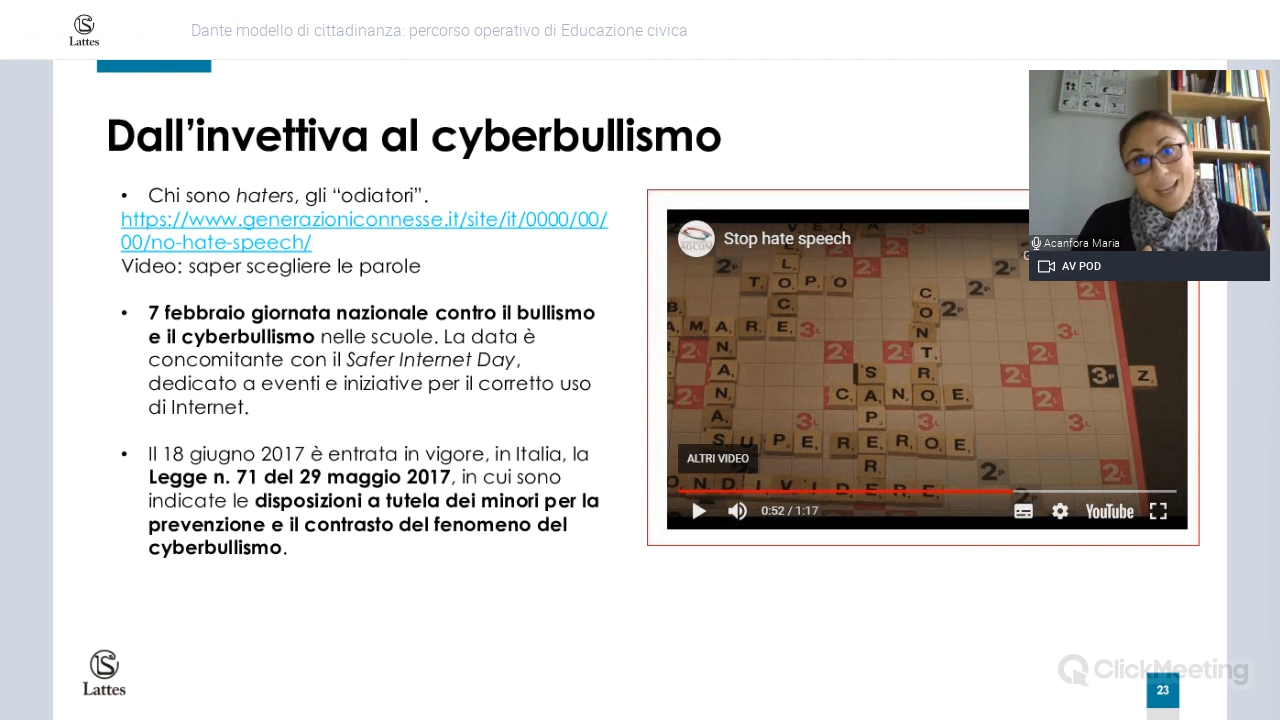 Lattes
Dante modello di cittadinanza: percorso operativo di Educazione civica
Dall’invettiva al cyberbullismo
• Chi sono haters, gli “odiatori”.
https://www.generazioniconnesse.it/site/it/0000/00/
00/no-hate-speech/
Video: saper scegliere le parole
• 7 febbraio giornata nazionale contro il bullismo
e il cyberbullismo nelle scuole. La data è
concomitante con il Safer Internet Day,
dedicato a eventi e iniziative per il corretto uso
di Internet.
• Il 18 giugno 2017 è entrata in vigore, in Italia, la
Legge n. 71 del 29 maggio 2017, in cui sono
indicate le disposizioni a tutela dei minori per la
prevenzione e il contrasto del fenomeno del
cyberbullismo.
Acanfora Maria
AV POD
AGCOM
Stop hate speech
TOPO
VELOCE
AMARE
ANANAS
CONTRO
SAPERE
CANOE
SUPEREROE
CONDIVIDERE
Z
ALTRI VIDEO
0:52 / 1:17
YouTube
Lattes
ClickMeeting
23